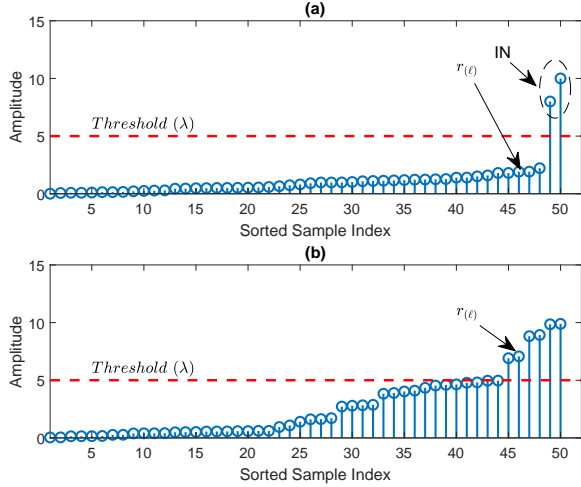 (a)
15
10
5
0
Amplitude
IN
r(ℓ)
Threshold (λ)
5 10 15 20 25 30 35 40 45 50
Sorted Sample Index
(b)
15
10
5
0
Amplitude
r(ℓ)
Threshold (λ)
5 10 15 20 25 30 35 40 45 50
Sorted Sample Index